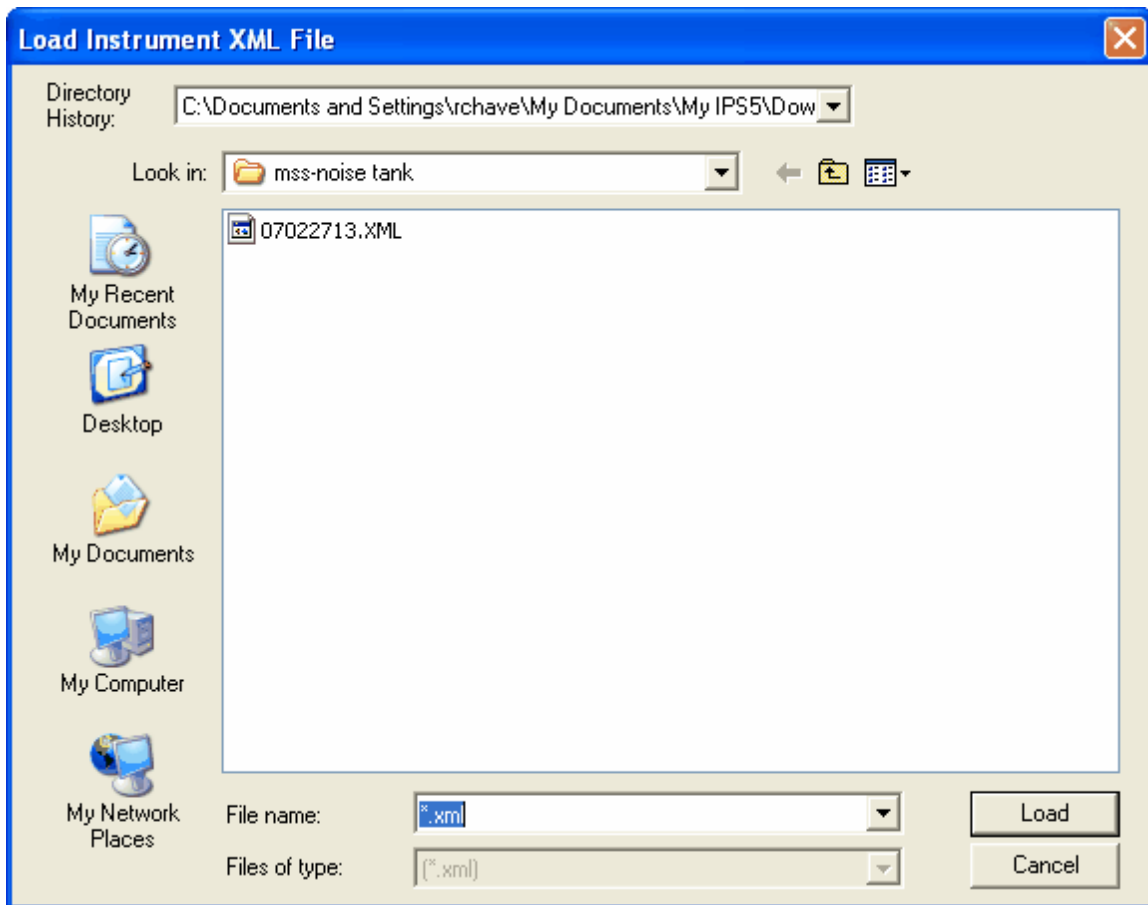 Load Instrument XML File
Directory
History:
C:\Documents and Settings\rchave\My Documents\My IPS5\Dow
Look in:
mss-noise tank
07022713.XML
My Recent
Documents
Desktop
My Documents
My Computer
My Network
Places
File name:
*.xml
Load
Files of type:
(*.xml)
Cancel